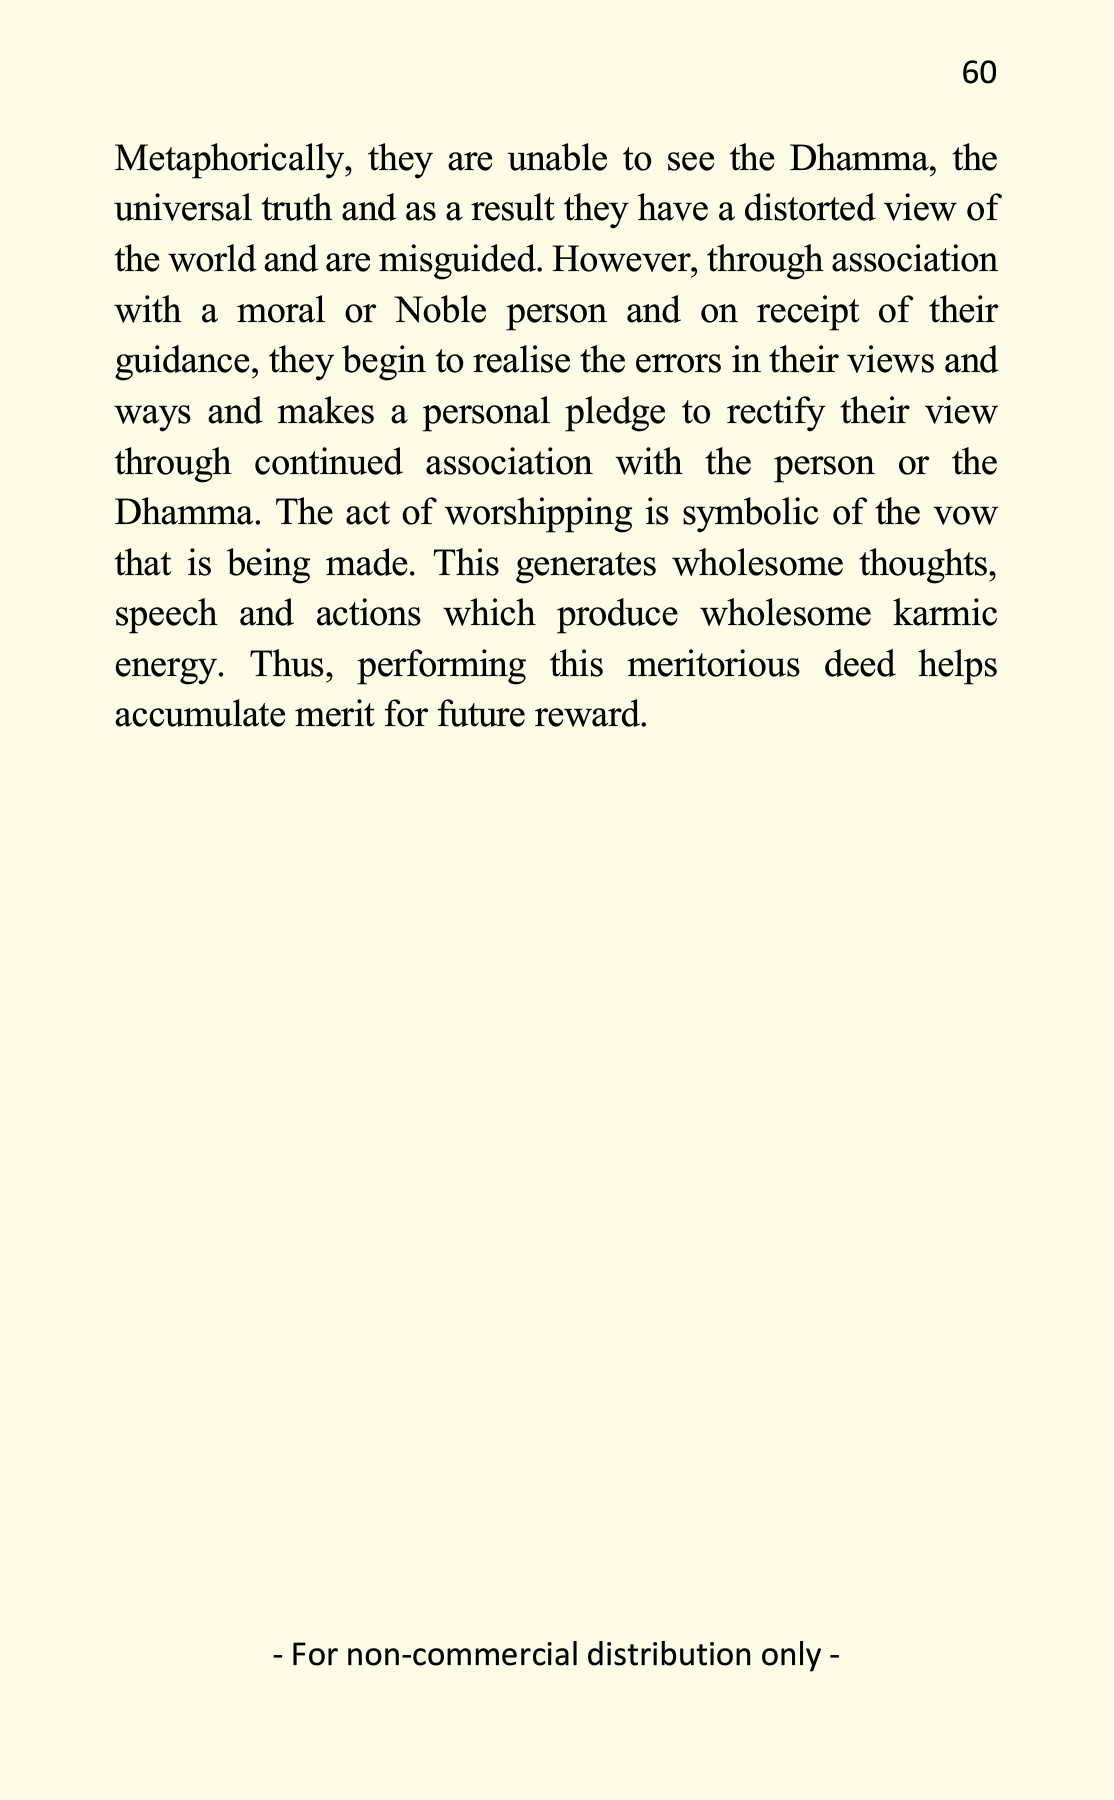 60
Metaphorically, they are unable to see the Dhamma, the
universal truth and as a result they have a distorted view of
the world and are misguided. However, through association
with a moral or Noble person and on receipt of their
guidance, they begin to realise the errors in their views and
ways and makes a personal pledge to rectify their view
through continued association with the person or the
Dhamma. The act of worshipping is symbolic of the vow
that is being made. This generates wholesome thoughts,
speech and actions which produce wholesome karmic
energy. Thus, performing this meritorious deed helps
accumulate merit for future reward.
- For non-commercial distribution only -